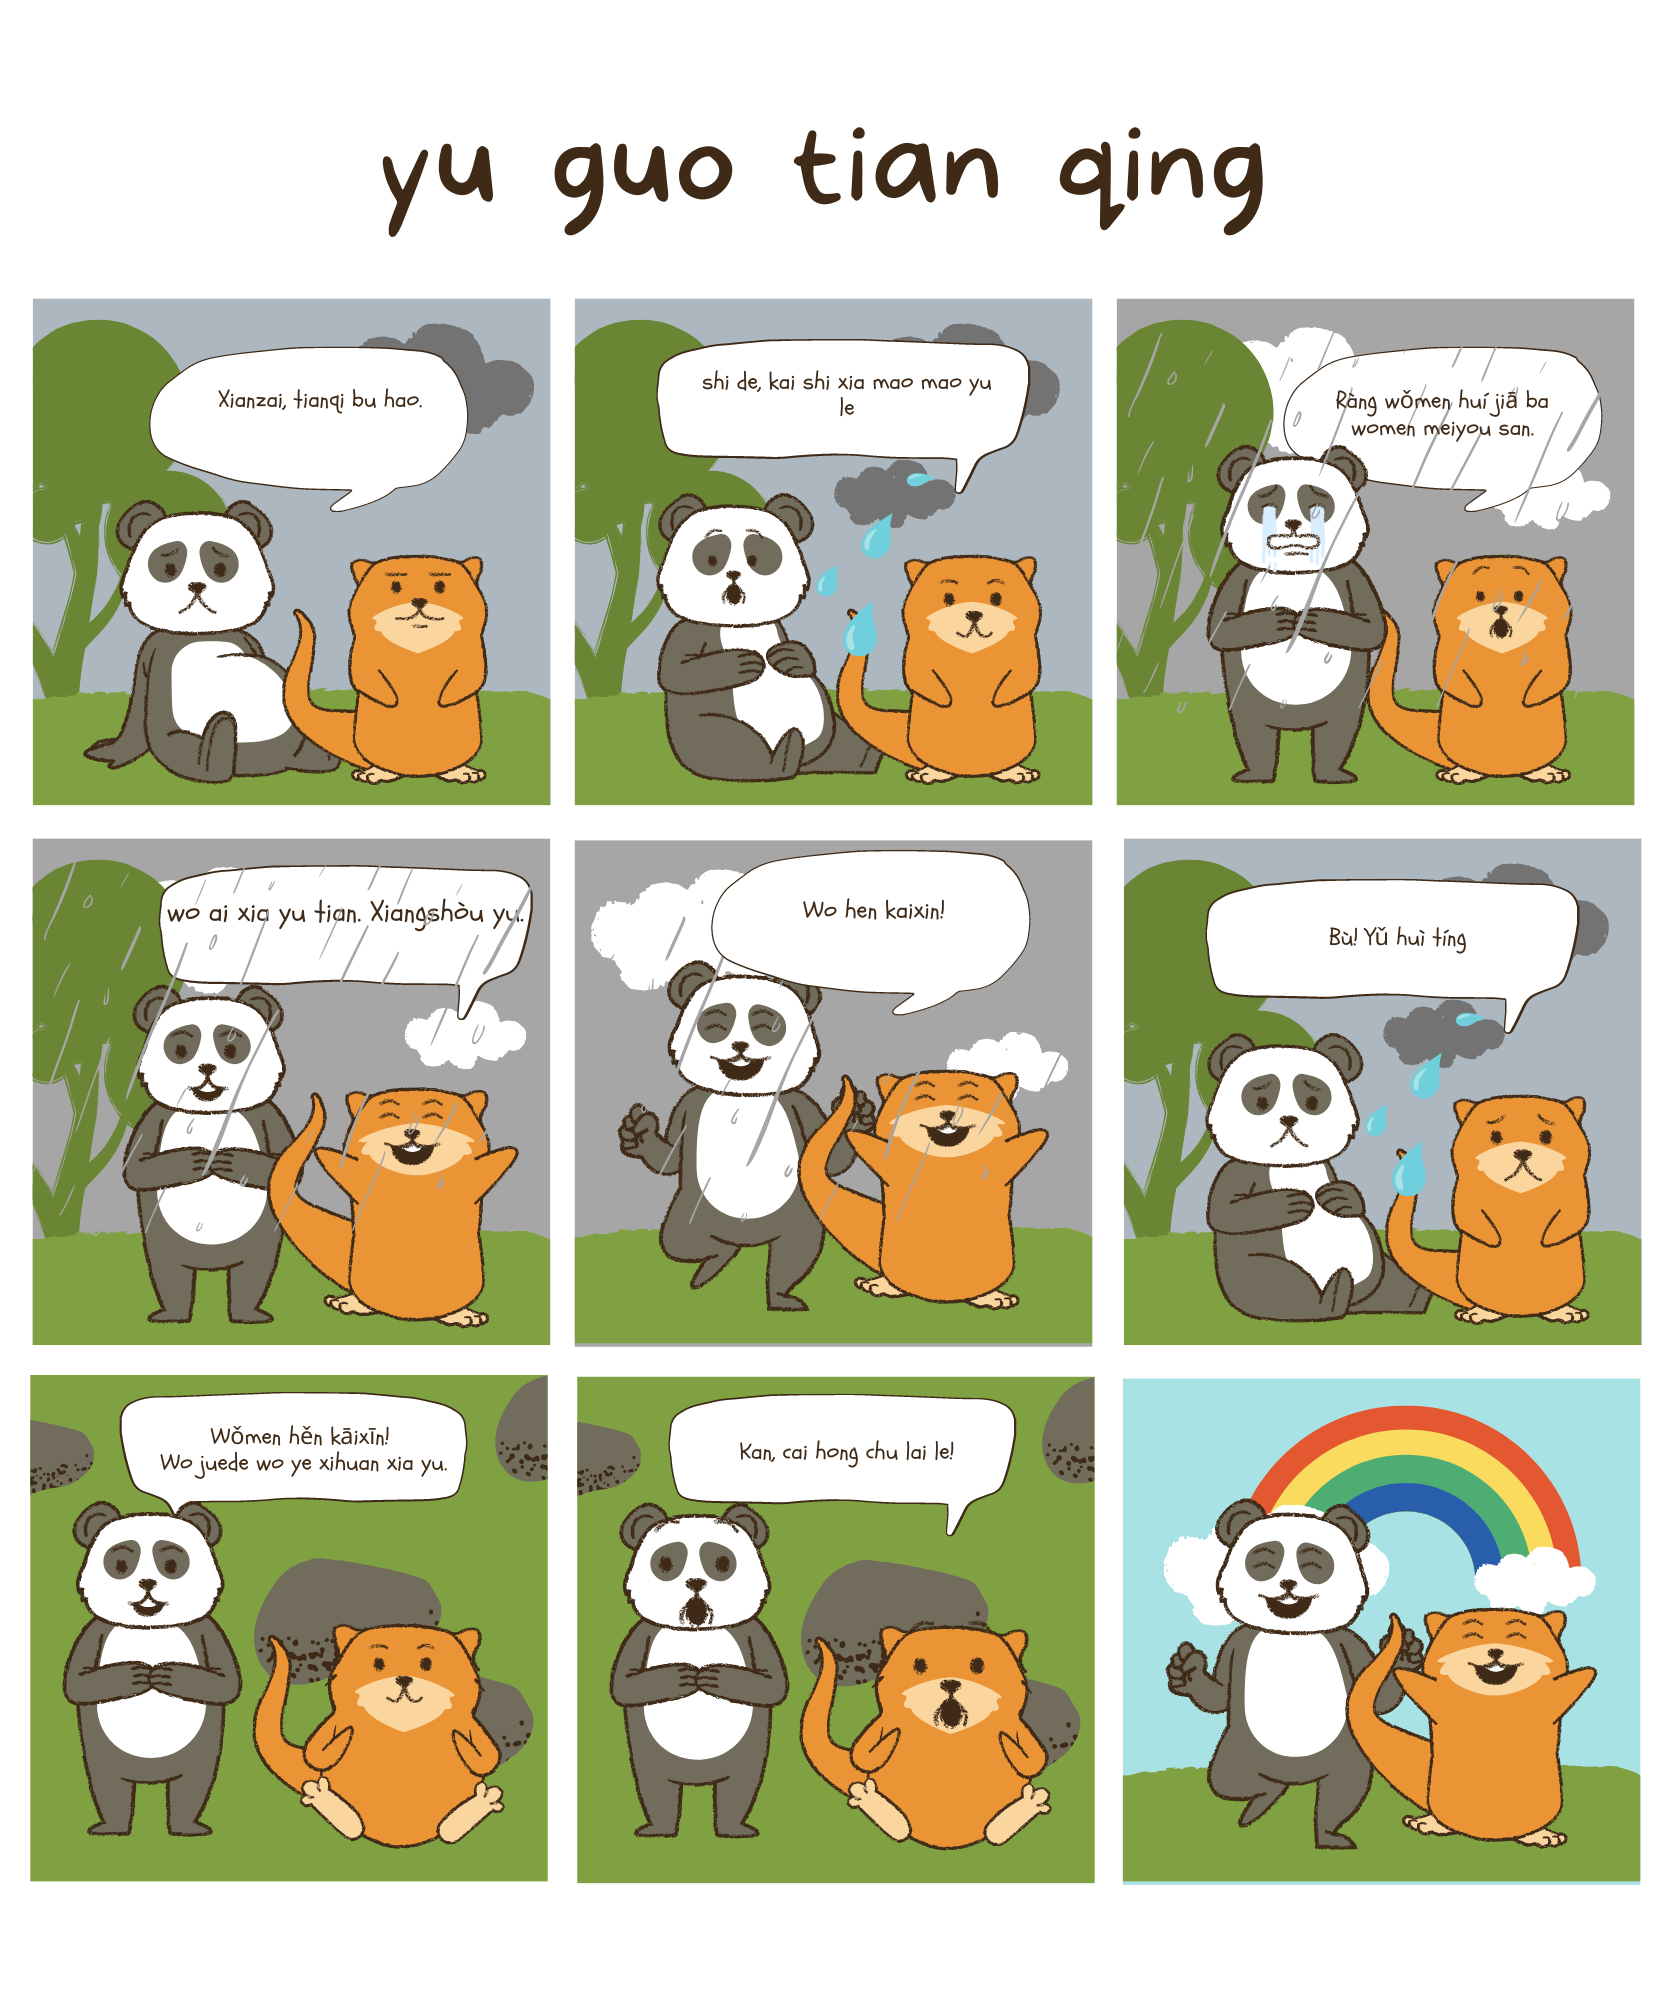 yu guo tian qing
Xianzai, tianqi bu hao.
shi de, kai shi xia mao mao yu
le
Ràng wǒmen huí jiā ba
women meiyou san.
wo ai xia yu tian. Xiangshòu yu.
Wo hen kaixin!
Bù! Yǔ huì tíng
Wǒmen hěn kāixīn!
Wo juede wo ye xihuan xia yu.
Kan, cai hong chu lai le!